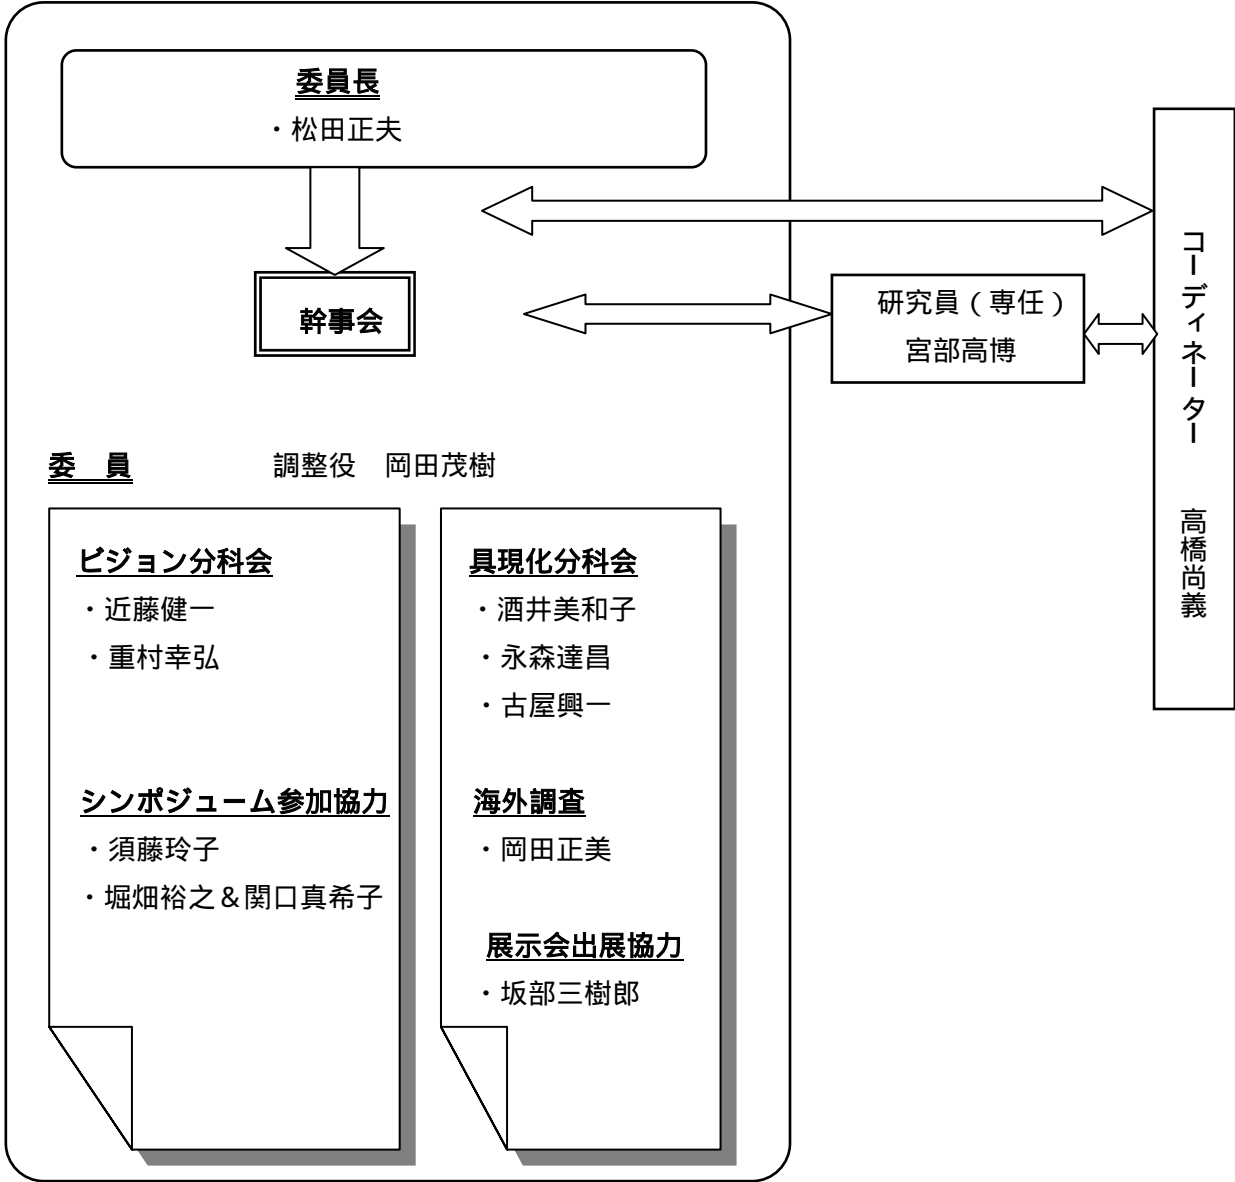 委員長
・松田正夫
幹事会
研究員（専任）
宮部高博
コーディネーター　高橋尚義
委　員　調整役　岡田茂樹
ビジョン分科会
・近藤健一
・重村幸弘
シンポジューム参加協力
・須藤玲子
・堀畑裕之＆関口真希子
具現化分科会
・酒井美和子
・永森達昌
・古屋興一
海外調査
・岡田正美
展示会出展協力
・坂部三樹郎